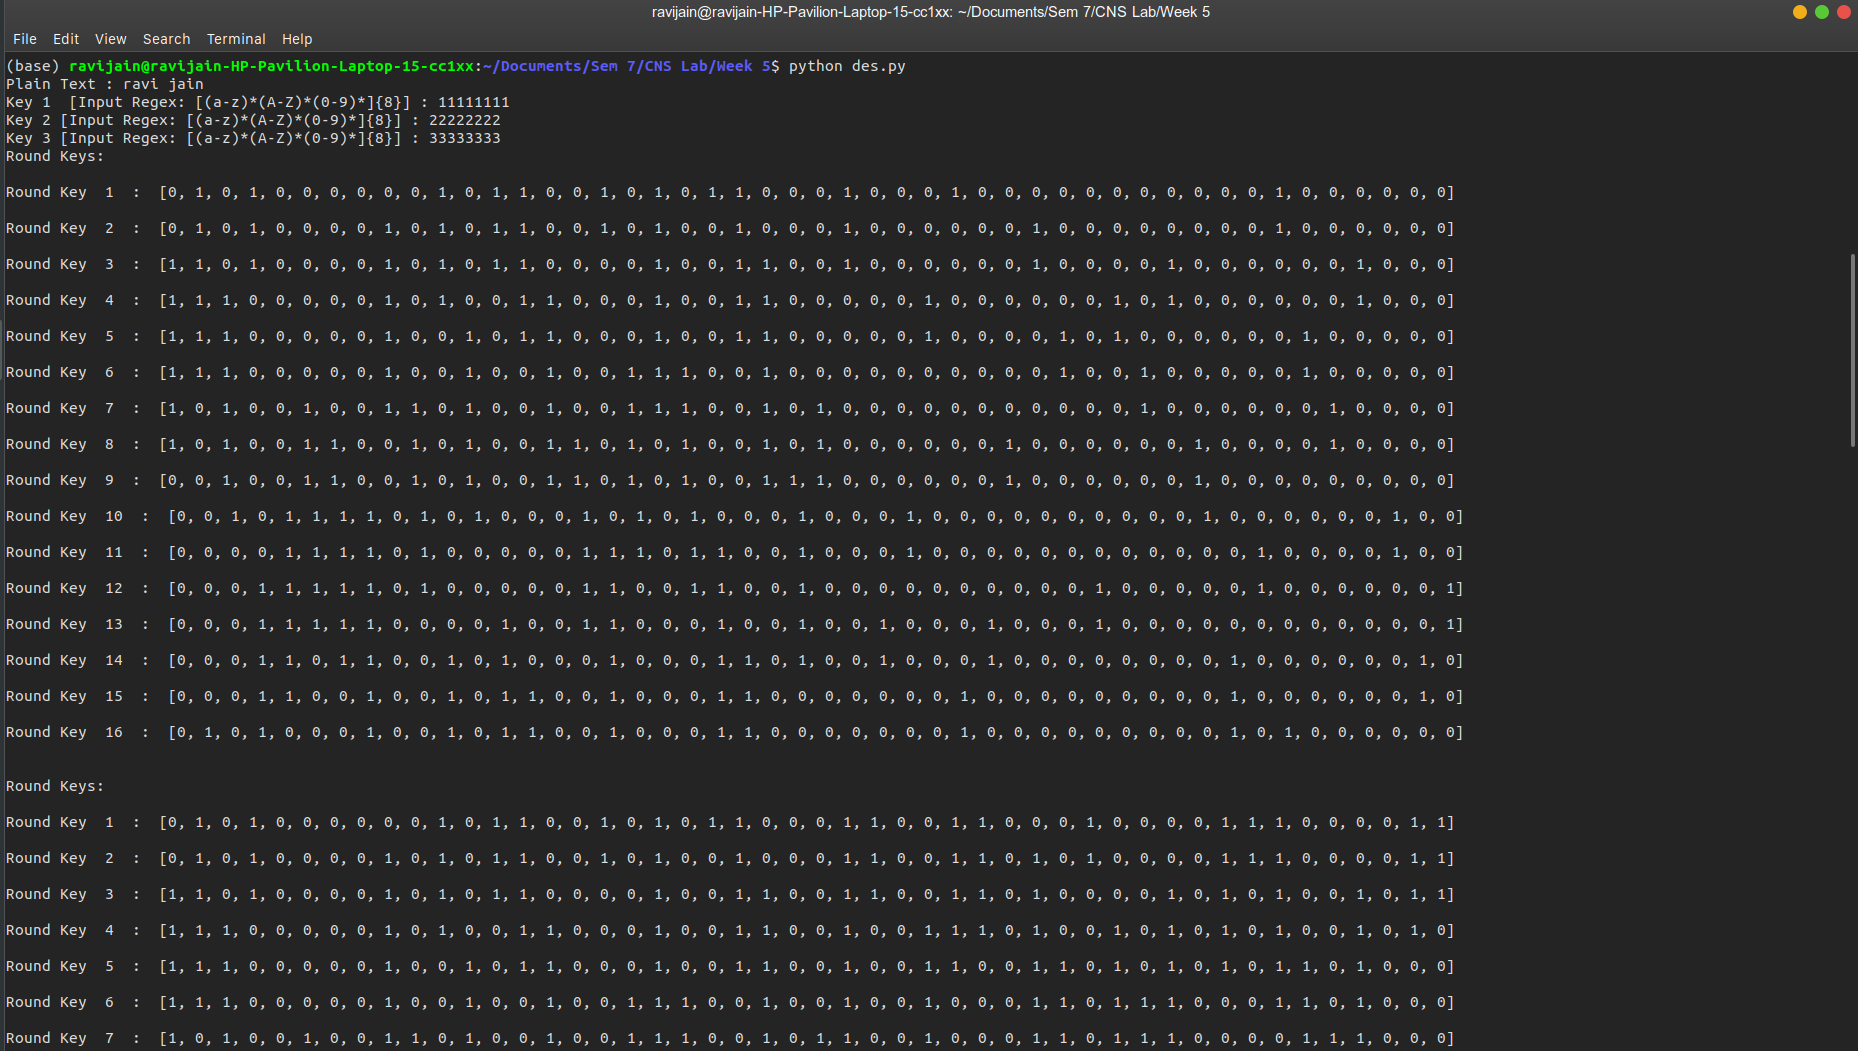 ravijain@ravijain-HP-Pavilion-Laptop-15-cc1xx: ~/Documents/Sem 7/CNS Lab/Week 5
File Edit View Search Terminal Help
(base) ravijain@ravijain-HP-Pavilion-Laptop-15-cc1xx:~/Documents/Sem 7/CNS Lab/Week 5$ python des.py
Plain Text : ravi jain
Key 1  [Input Regex: [(a-z)*(A-Z)*(0-9)*]{8}] : 11111111
Key 2 [Input Regex: [(a-z)*(A-Z)*(0-9)*]{8}] : 22222222
Key 3 [Input Regex: [(a-z)*(A-Z)*(0-9)*]{8}] : 33333333
Round Keys:
Round Key  1  :  [0, 1, 0, 1, 0, 0, 0, 0, 0, 0, 1, 0, 1, 1, 0, 0, 1, 0, 1, 0, 1, 1, 0, 0, 0, 1, 0, 0, 0, 1, 0, 0, 0, 0, 0, 0, 0, 0, 0, 0, 0, 1, 0, 0, 0, 0, 0, 0]
Round Key  2  :  [0, 1, 0, 1, 0, 0, 0, 0, 1, 0, 1, 0, 1, 1, 0, 0, 1, 0, 1, 0, 0, 1, 0, 0, 0, 1, 0, 0, 0, 0, 0, 0, 1, 0, 0, 0, 0, 0, 0, 0, 0, 1, 0, 0, 0, 0, 0, 0]
Round Key  3  :  [1, 1, 0, 1, 0, 0, 0, 0, 1, 0, 1, 0, 1, 1, 0, 0, 0, 0, 1, 0, 0, 1, 1, 0, 0, 1, 0, 0, 0, 0, 0, 0, 1, 0, 0, 0, 0, 1, 0, 0, 0, 0, 0, 0, 1, 0, 0, 0]
Round Key  4  :  [1, 1, 1, 0, 0, 0, 0, 0, 1, 0, 1, 0, 0, 1, 1, 0, 0, 0, 1, 0, 0, 1, 1, 0, 0, 0, 0, 0, 1, 0, 0, 0, 0, 0, 0, 1, 0, 1, 0, 0, 0, 0, 0, 0, 1, 0, 0, 0]
Round Key  5  :  [1, 1, 1, 0, 0, 0, 0, 0, 1, 0, 0, 1, 0, 1, 1, 0, 0, 0, 1, 0, 0, 1, 1, 0, 0, 0, 0, 0, 1, 0, 0, 0, 0, 1, 0, 1, 0, 0, 0, 0, 0, 0, 1, 0, 0, 0, 0, 0]
Round Key  6  :  [1, 1, 1, 0, 0, 0, 0, 0, 1, 0, 0, 1, 0, 0, 1, 0, 0, 1, 1, 1, 0, 0, 1, 0, 0, 0, 0, 0, 0, 0, 0, 0, 0, 1, 0, 0, 1, 0, 0, 0, 0, 0, 1, 0, 0, 0, 0, 0]
Round Key  7  :  [1, 0, 1, 0, 0, 1, 0, 0, 1, 1, 0, 1, 0, 0, 1, 0, 0, 1, 1, 1, 0, 0, 1, 0, 1, 0, 0, 0, 0, 0, 0, 0, 0, 0, 0, 0, 1, 0, 0, 0, 0, 0, 0, 1, 0, 0, 0, 0]
Round Key  8  :  [1, 0, 1, 0, 0, 1, 1, 0, 0, 1, 0, 1, 0, 0, 1, 1, 0, 1, 0, 1, 0, 0, 1, 0, 1, 0, 0, 0, 0, 0, 0, 1, 0, 0, 0, 0, 0, 0, 1, 0, 0, 0, 0, 1, 0, 0, 0, 0]
Round Key  9  :  [0, 0, 1, 0, 0, 1, 1, 0, 0, 1, 0, 1, 0, 0, 1, 1, 0, 1, 0, 1, 0, 0, 1, 1, 1, 0, 0, 0, 0, 0, 0, 1, 0, 0, 0, 0, 0, 0, 1, 0, 0, 0, 0, 0, 0, 0, 0, 0]
Round Key  10  :  [0, 0, 1, 0, 1, 1, 1, 1, 0, 1, 0, 1, 0, 0, 0, 1, 0, 1, 0, 1, 0, 0, 0, 1, 0, 0, 0, 1, 0, 0, 0, 0, 0, 0, 0, 0, 0, 0, 1, 0, 0, 0, 0, 0, 0, 1, 0, 0]
Round Key  11  :  [0, 0, 0, 0, 1, 1, 1, 1, 0, 1, 0, 0, 0, 0, 0, 1, 1, 1, 0, 1, 1, 0, 0, 1, 0, 0, 0, 1, 0, 0, 0, 0, 0, 0, 0, 0, 0, 0, 0, 0, 1, 0, 0, 0, 0, 1, 0, 0]
Round Key  12  :  [0, 0, 0, 1, 1, 1, 1, 1, 0, 1, 0, 0, 0, 0, 0, 1, 1, 0, 0, 1, 1, 0, 0, 1, 0, 0, 0, 0, 0, 0, 0, 0, 0, 0, 1, 0, 0, 0, 0, 0, 1, 0, 0, 0, 0, 0, 0, 1]
Round Key  13  :  [0, 0, 0, 1, 1, 1, 1, 1, 0, 0, 0, 0, 1, 0, 0, 1, 1, 0, 0, 0, 1, 0, 0, 1, 0, 0, 1, 0, 0, 0, 1, 0, 0, 0, 1, 0, 0, 0, 0, 0, 0, 0, 0, 0, 0, 0, 0, 1]
Round Key  14  :  [0, 0, 0, 1, 1, 0, 1, 1, 0, 0, 1, 0, 1, 0, 0, 0, 1, 0, 0, 0, 1, 1, 0, 1, 0, 0, 1, 0, 0, 0, 1, 0, 0, 0, 0, 0, 0, 0, 0, 1, 0, 0, 0, 0, 0, 0, 1, 0]
Round Key  15  :  [0, 0, 0, 1, 1, 0, 0, 1, 0, 0, 1, 0, 1, 1, 0, 0, 1, 0, 0, 0, 1, 1, 0, 0, 0, 0, 0, 0, 0, 1, 0, 0, 0, 0, 0, 0, 0, 0, 0, 1, 0, 0, 0, 0, 0, 0, 1, 0]
Round Key  16  :  [0, 1, 0, 1, 0, 0, 0, 1, 0, 0, 1, 0, 1, 1, 0, 0, 1, 0, 0, 0, 1, 1, 0, 0, 0, 0, 0, 0, 0, 1, 0, 0, 0, 0, 0, 0, 0, 0, 0, 1, 0, 1, 0, 0, 0, 0, 0, 0]
Round Keys:
Round Key  1  :  [0, 1, 0, 1, 0, 0, 0, 0, 0, 0, 1, 0, 1, 1, 0, 0, 1, 0, 1, 0, 1, 1, 0, 0, 0, 1, 1, 0, 0, 1, 1, 0, 0, 0, 1, 0, 0, 0, 0, 1, 1, 1, 0, 0, 0, 0, 1, 1]
Round Key  2  :  [0, 1, 0, 1, 0, 0, 0, 0, 1, 0, 1, 0, 1, 1, 0, 0, 1, 0, 1, 0, 0, 1, 0, 0, 0, 1, 1, 0, 0, 1, 1, 0, 1, 0, 1, 0, 0, 0, 0, 1, 1, 1, 0, 0, 0, 0, 1, 1]
Round Key  3  :  [1, 1, 0, 1, 0, 0, 0, 0, 1, 0, 1, 0, 1, 1, 0, 0, 0, 0, 1, 0, 0, 1, 1, 0, 0, 1, 1, 0, 0, 1, 1, 0, 1, 0, 0, 0, 0, 1, 0, 1, 0, 1, 0, 0, 1, 0, 1, 1]
Round Key  4  :  [1, 1, 1, 0, 0, 0, 0, 0, 1, 0, 1, 0, 0, 1, 1, 0, 0, 0, 1, 0, 0, 1, 1, 0, 0, 1, 0, 0, 1, 1, 1, 0, 1, 0, 0, 1, 0, 1, 0, 1, 0, 1, 0, 0, 1, 0, 1, 0]
Round Key  5  :  [1, 1, 1, 0, 0, 0, 0, 0, 1, 0, 0, 1, 0, 1, 1, 0, 0, 0, 1, 0, 0, 1, 1, 0, 0, 1, 0, 0, 1, 1, 0, 0, 1, 1, 0, 1, 0, 1, 0, 1, 0, 1, 1, 0, 1, 0, 0, 0]
Round Key  6  :  [1, 1, 1, 0, 0, 0, 0, 0, 1, 0, 0, 1, 0, 0, 1, 0, 0, 1, 1, 1, 0, 0, 1, 0, 0, 1, 0, 0, 1, 0, 0, 0, 1, 1, 0, 1, 1, 1, 0, 0, 0, 1, 1, 0, 1, 0, 0, 0]
Round Key  7  :  [1, 0, 1, 0, 0, 1, 0, 0, 1, 1, 0, 1, 0, 0, 1, 0, 0, 1, 1, 1, 0, 0, 1, 0, 1, 1, 0, 0, 1, 0, 0, 0, 1, 1, 0, 1, 1, 1, 0, 0, 0, 0, 1, 1, 1, 0, 0, 0]